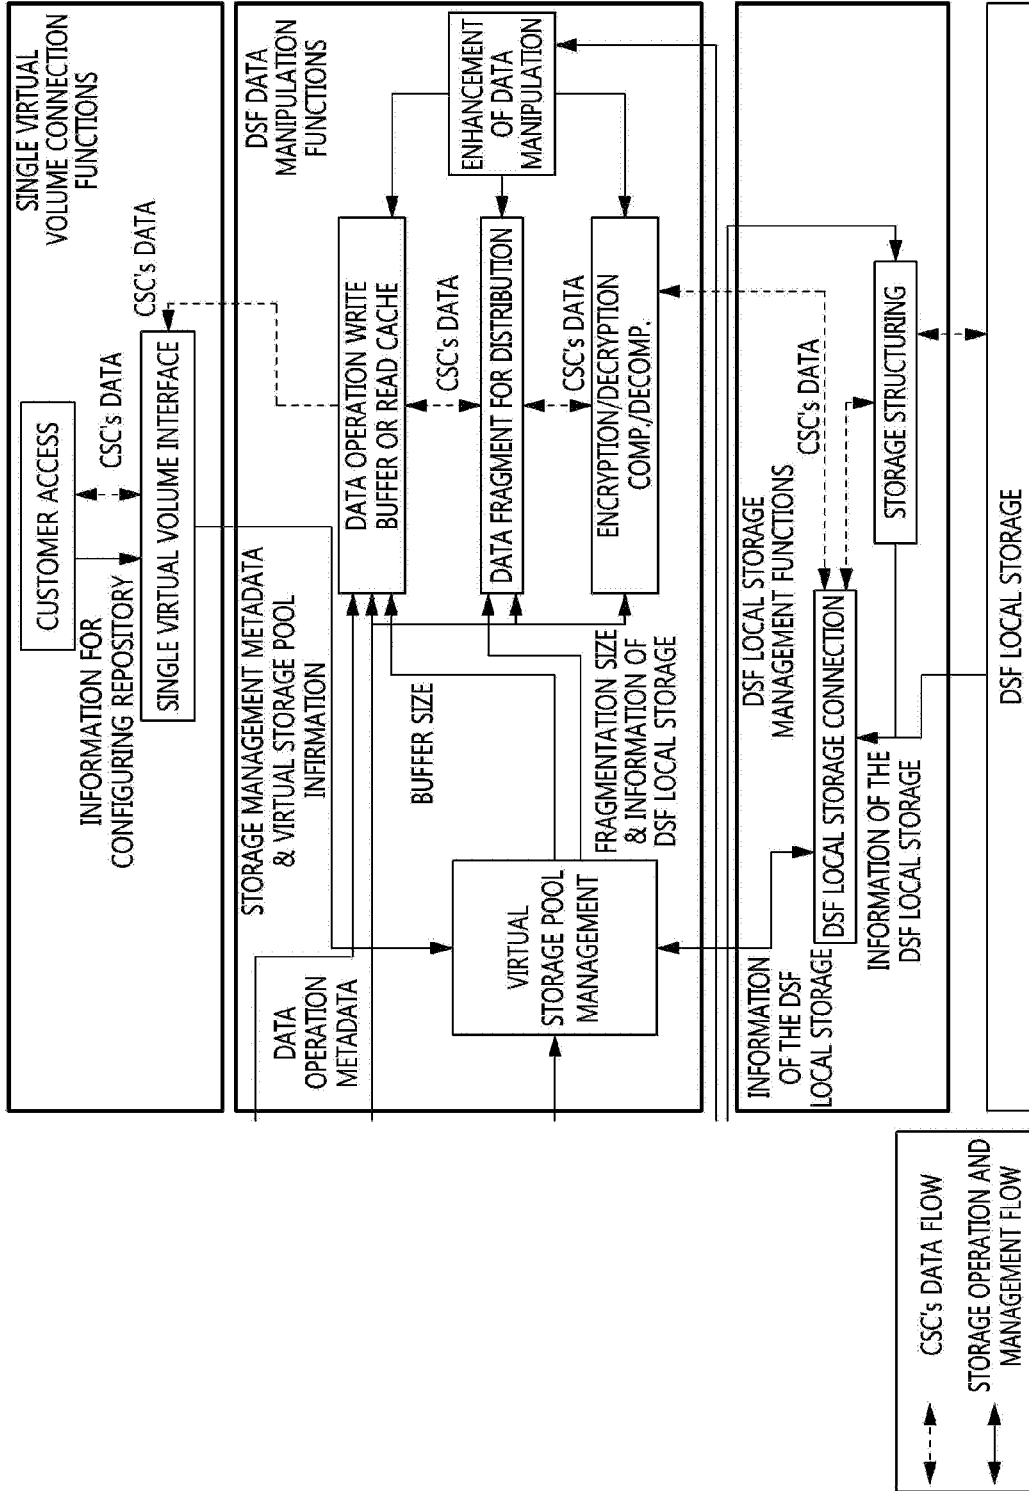 SINGLE VIRTUAL
VOLUME CONNECTION
FUNCTIONS
CUSTOMER ACCESS
CSC's DATA
CSC's DATA
INFORMATION FOR
CONFIGURING REPOSITORY
SINGLE VIRTUAL VOLUME INTERFACE
DSF DATA
MANIPULATION
FUNCTIONS
STORAGE MANAGEMENT METADATA
& VIRTUAL STORAGE POOL
INFIRMATION
DATA
OPERATION
METADATA
DATA OPERATION WRITE
BUFFER OR READ CACHE
BUFFER SIZE
CSC's DATA
ENHANCEMENT
OF DATA
MANIPULATION
DATA FRAGMENT FOR DISTRIBUTION
VIRTUAL
STORAGE POOL
MANAGEMENT
CSC's DATA
FRAGMENTATION SIZE
& INFORMATION OF
DSF LOCAL STORAGE
ENCRYPTION/DECRYPTION
COMP./DECOMP.
DSF LOCAL STORAGE
MANAGEMENT FUNCTIONS
INFORMATION
OF THE DSF
LOCAL STORAGE
CSC's DATA
DSF LOCAL STORAGE CONNECTION
STORAGE STRUCTURING
INFORMATION OF THE
DSF LOCAL STORAGE
DSF LOCAL STORAGE
CSC's DATA FLOW
STORAGE OPERATION AND
MANAGEMENT FLOW